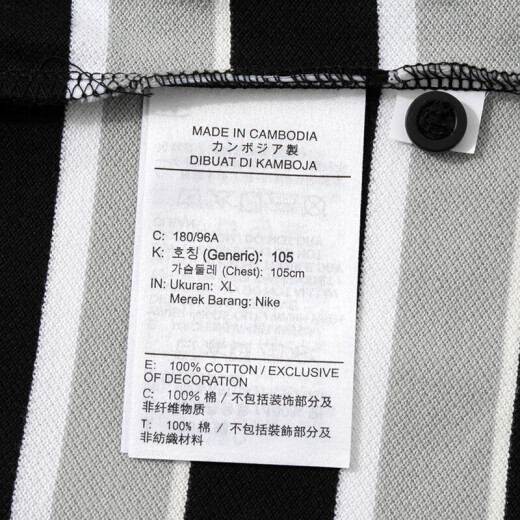 MADE IN CAMBODIA
カンボジア製
DIBUAT DI KAMBOJA
C: 180/96A
K: 호칭 (Generic): 105
가슴둘레 (Chest): 105cm
IN: Ukuran: XL
Merek Barang: Nike
E: 100% COTTON / EXCLUSIVE
OF DECORATION
C: 100% 棉 / 不包括装饰部分及
非纤维物质
T: 100% 棉 / 不包括裝飾部分及
非紡織材料